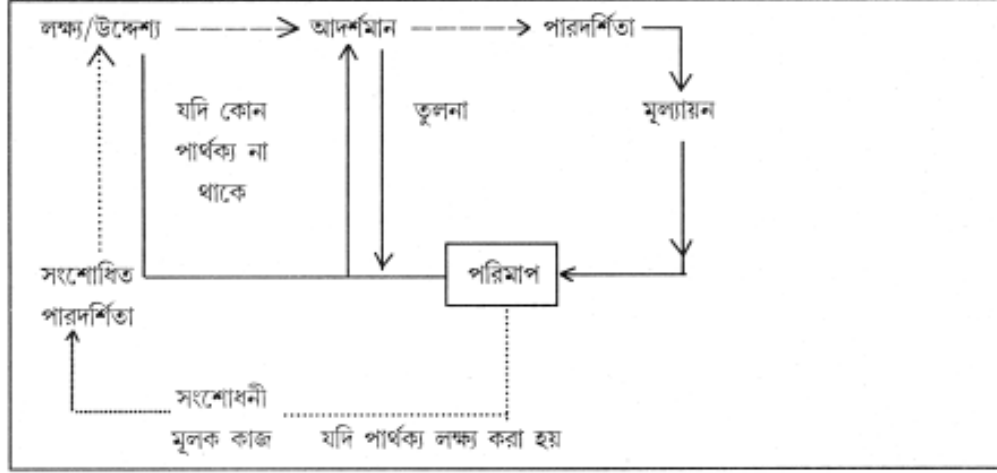 লক্ষ্য/উদ্দেশ্য আদর্শমান পারদর্শিতা
যদি কোন
পার্থক্য না
থাকে
তুলনা
মূল্যায়ন
পরিমাপ
সংশোধিত
পারদর্শিতা
সংশোধনী
মূলক কাজ
যদি পার্থক্য লক্ষ্য করা হয়